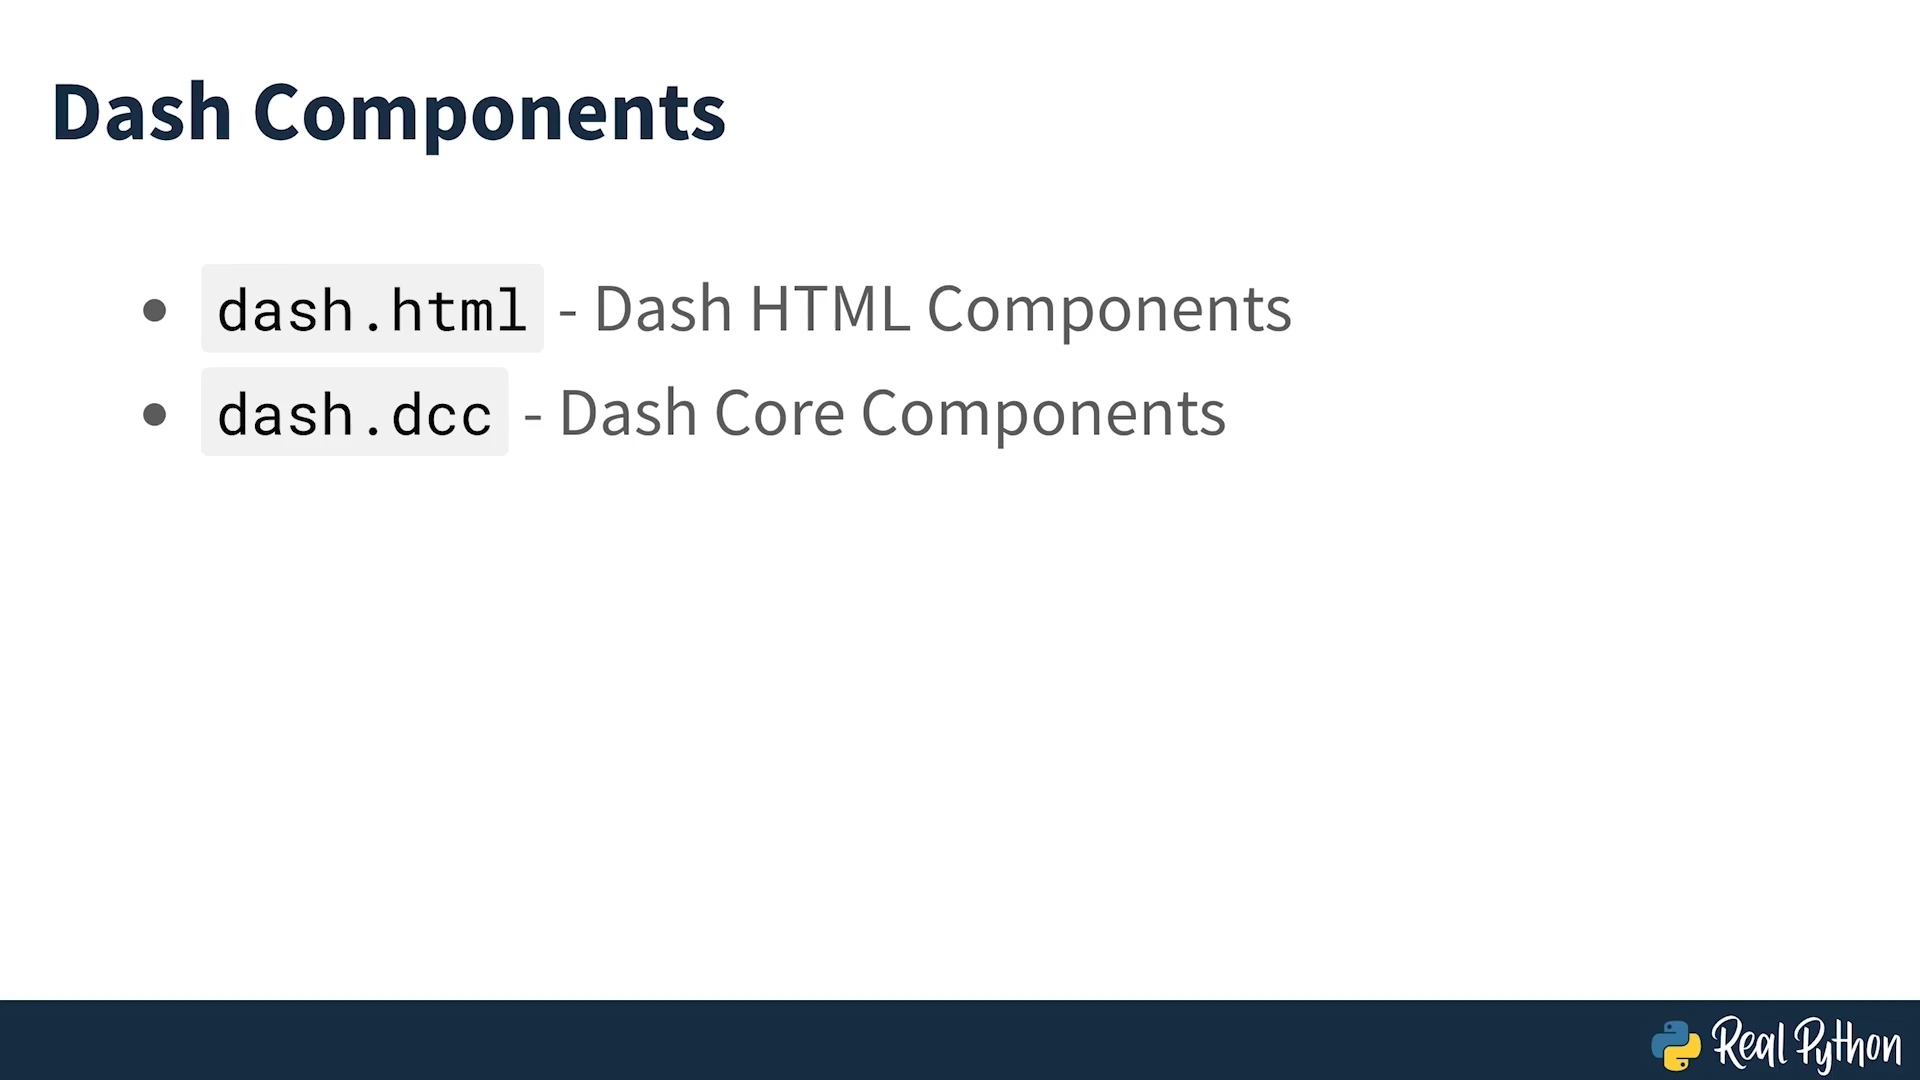 Dash Components
• dash.html - Dash HTML Components
• dash.dcc - Dash Core Components
Real Python